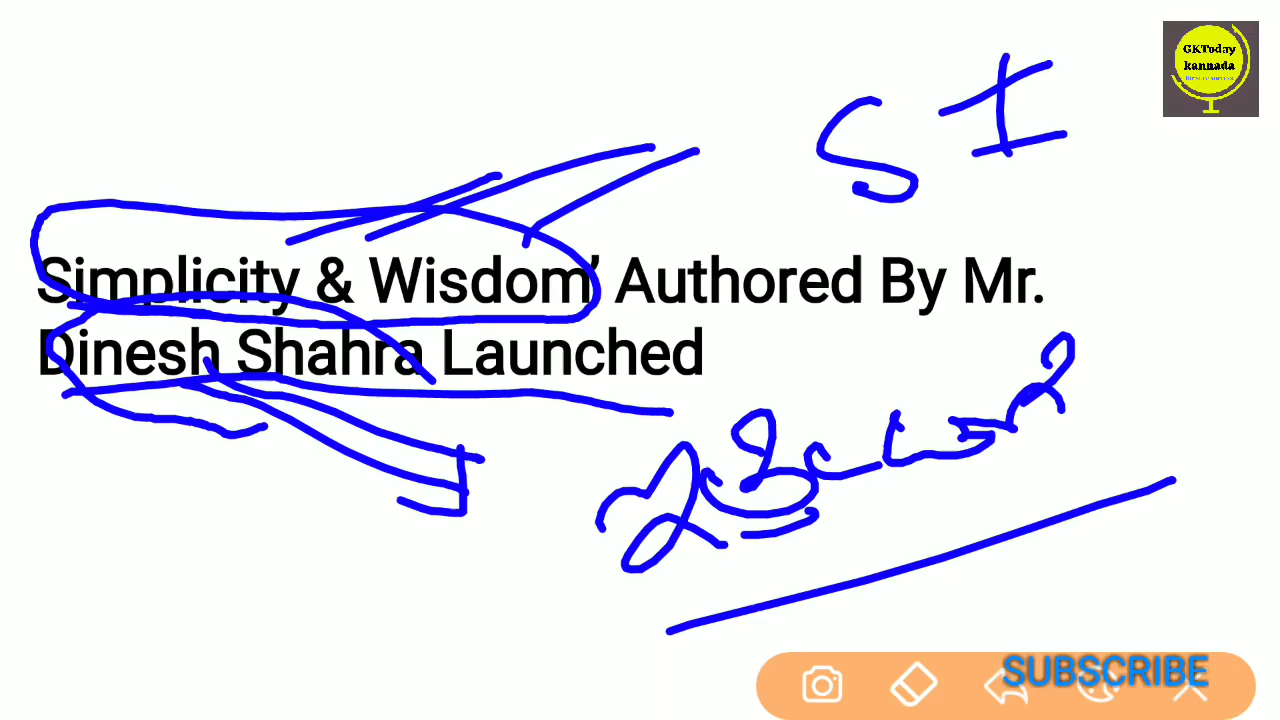 GKToday
kannada
S I
Simplicity & Wisdom’ Authored By Mr.
Dinesh Shahra Launched
SUBSCRIBE